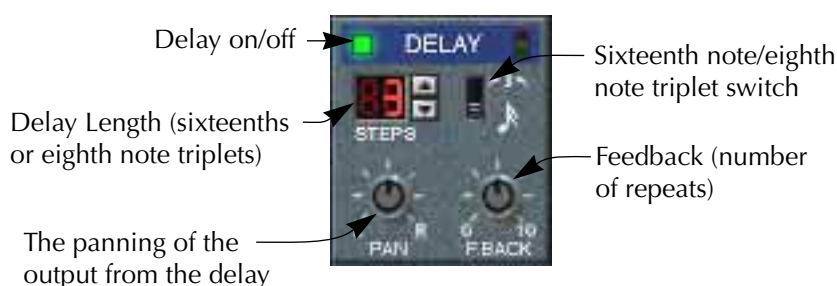 Delay on/off
DELAY
Sixteenth note/eighth
note triplet switch
3
Delay Length (sixteenths
or eighth note triplets)
STEPS
Feedback (number
of repeats)
R
0 10
PAN
F.BACK
The panning of the
output from the delay